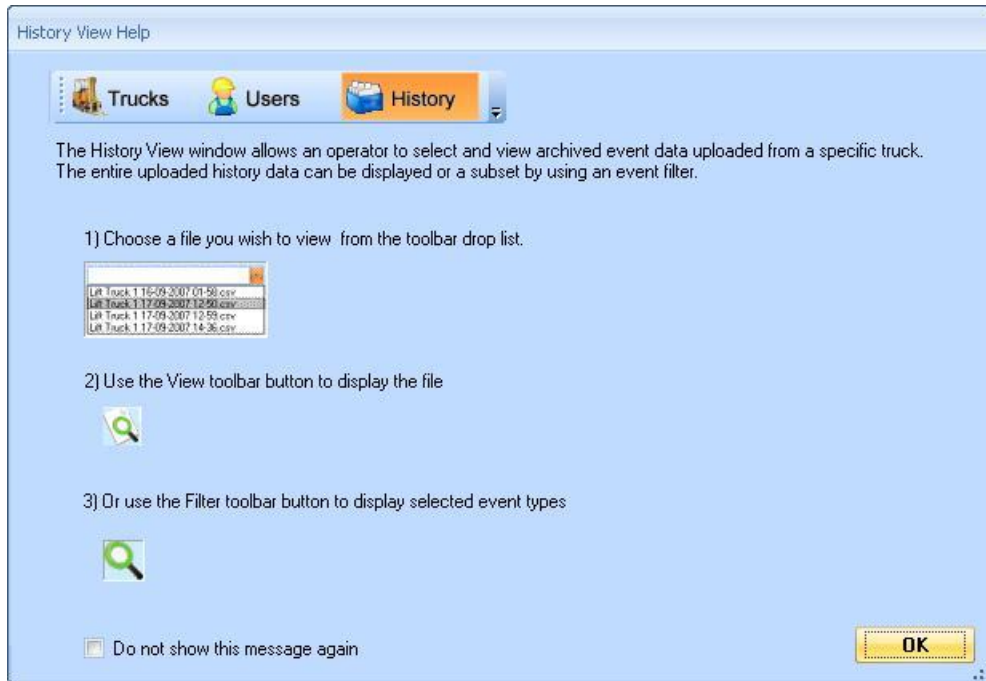 History View Help
Trucks Users History
The History View window allows an operator to select and view archived event data uploaded from a specific truck.
The entire uploaded history data can be displayed or a subset by using an event filter.
1) Choose a file you wish to view from the toolbar drop list.
Lift Truck 1 16-09-2007 01-58.csv
Lift Truck 1 17-09-2007 12-50.csv
Lift Truck 1 17-09-2007 12-59.csv
Lift Truck 1 17-09-2007 14-36.csv
2) Use the View toolbar button to display the file
3) Or use the Filter toolbar button to display selected event types
Do not show this message again
OK